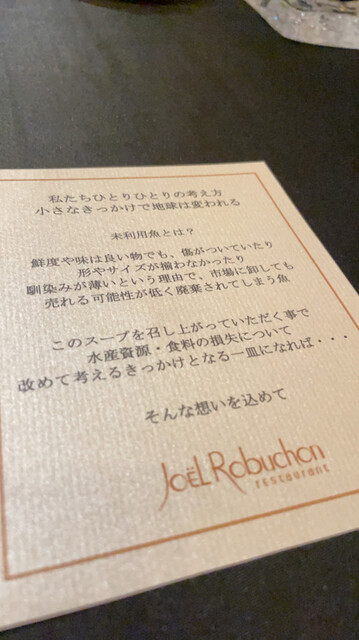 私たちひとりひとりの考え方
小さなきっかけで地球は変われる
未利用魚とは？
鮮度や味は良い物でも、傷がついていたり
形やサイズが揃わなかったり
馴染みが薄いという理由で、市場に卸しても
売れる可能性が低く廃棄されてしまう魚
このスープを召し上がっていただく事で
水産資源・食料の損失について
改めて考えるきっかけとなる一皿になれば・・・
そんな想いを込めて
JOËL Robuchon
restaurant